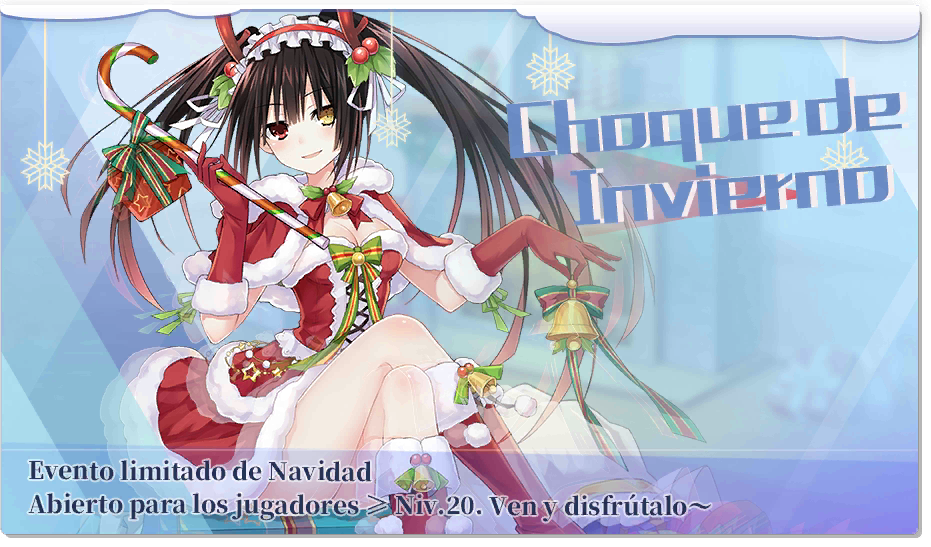 Choque de
Invierno
Evento limitado de Navidad
Abierto para los jugadores ≥ Niv.20. Ven y disfrútalo～